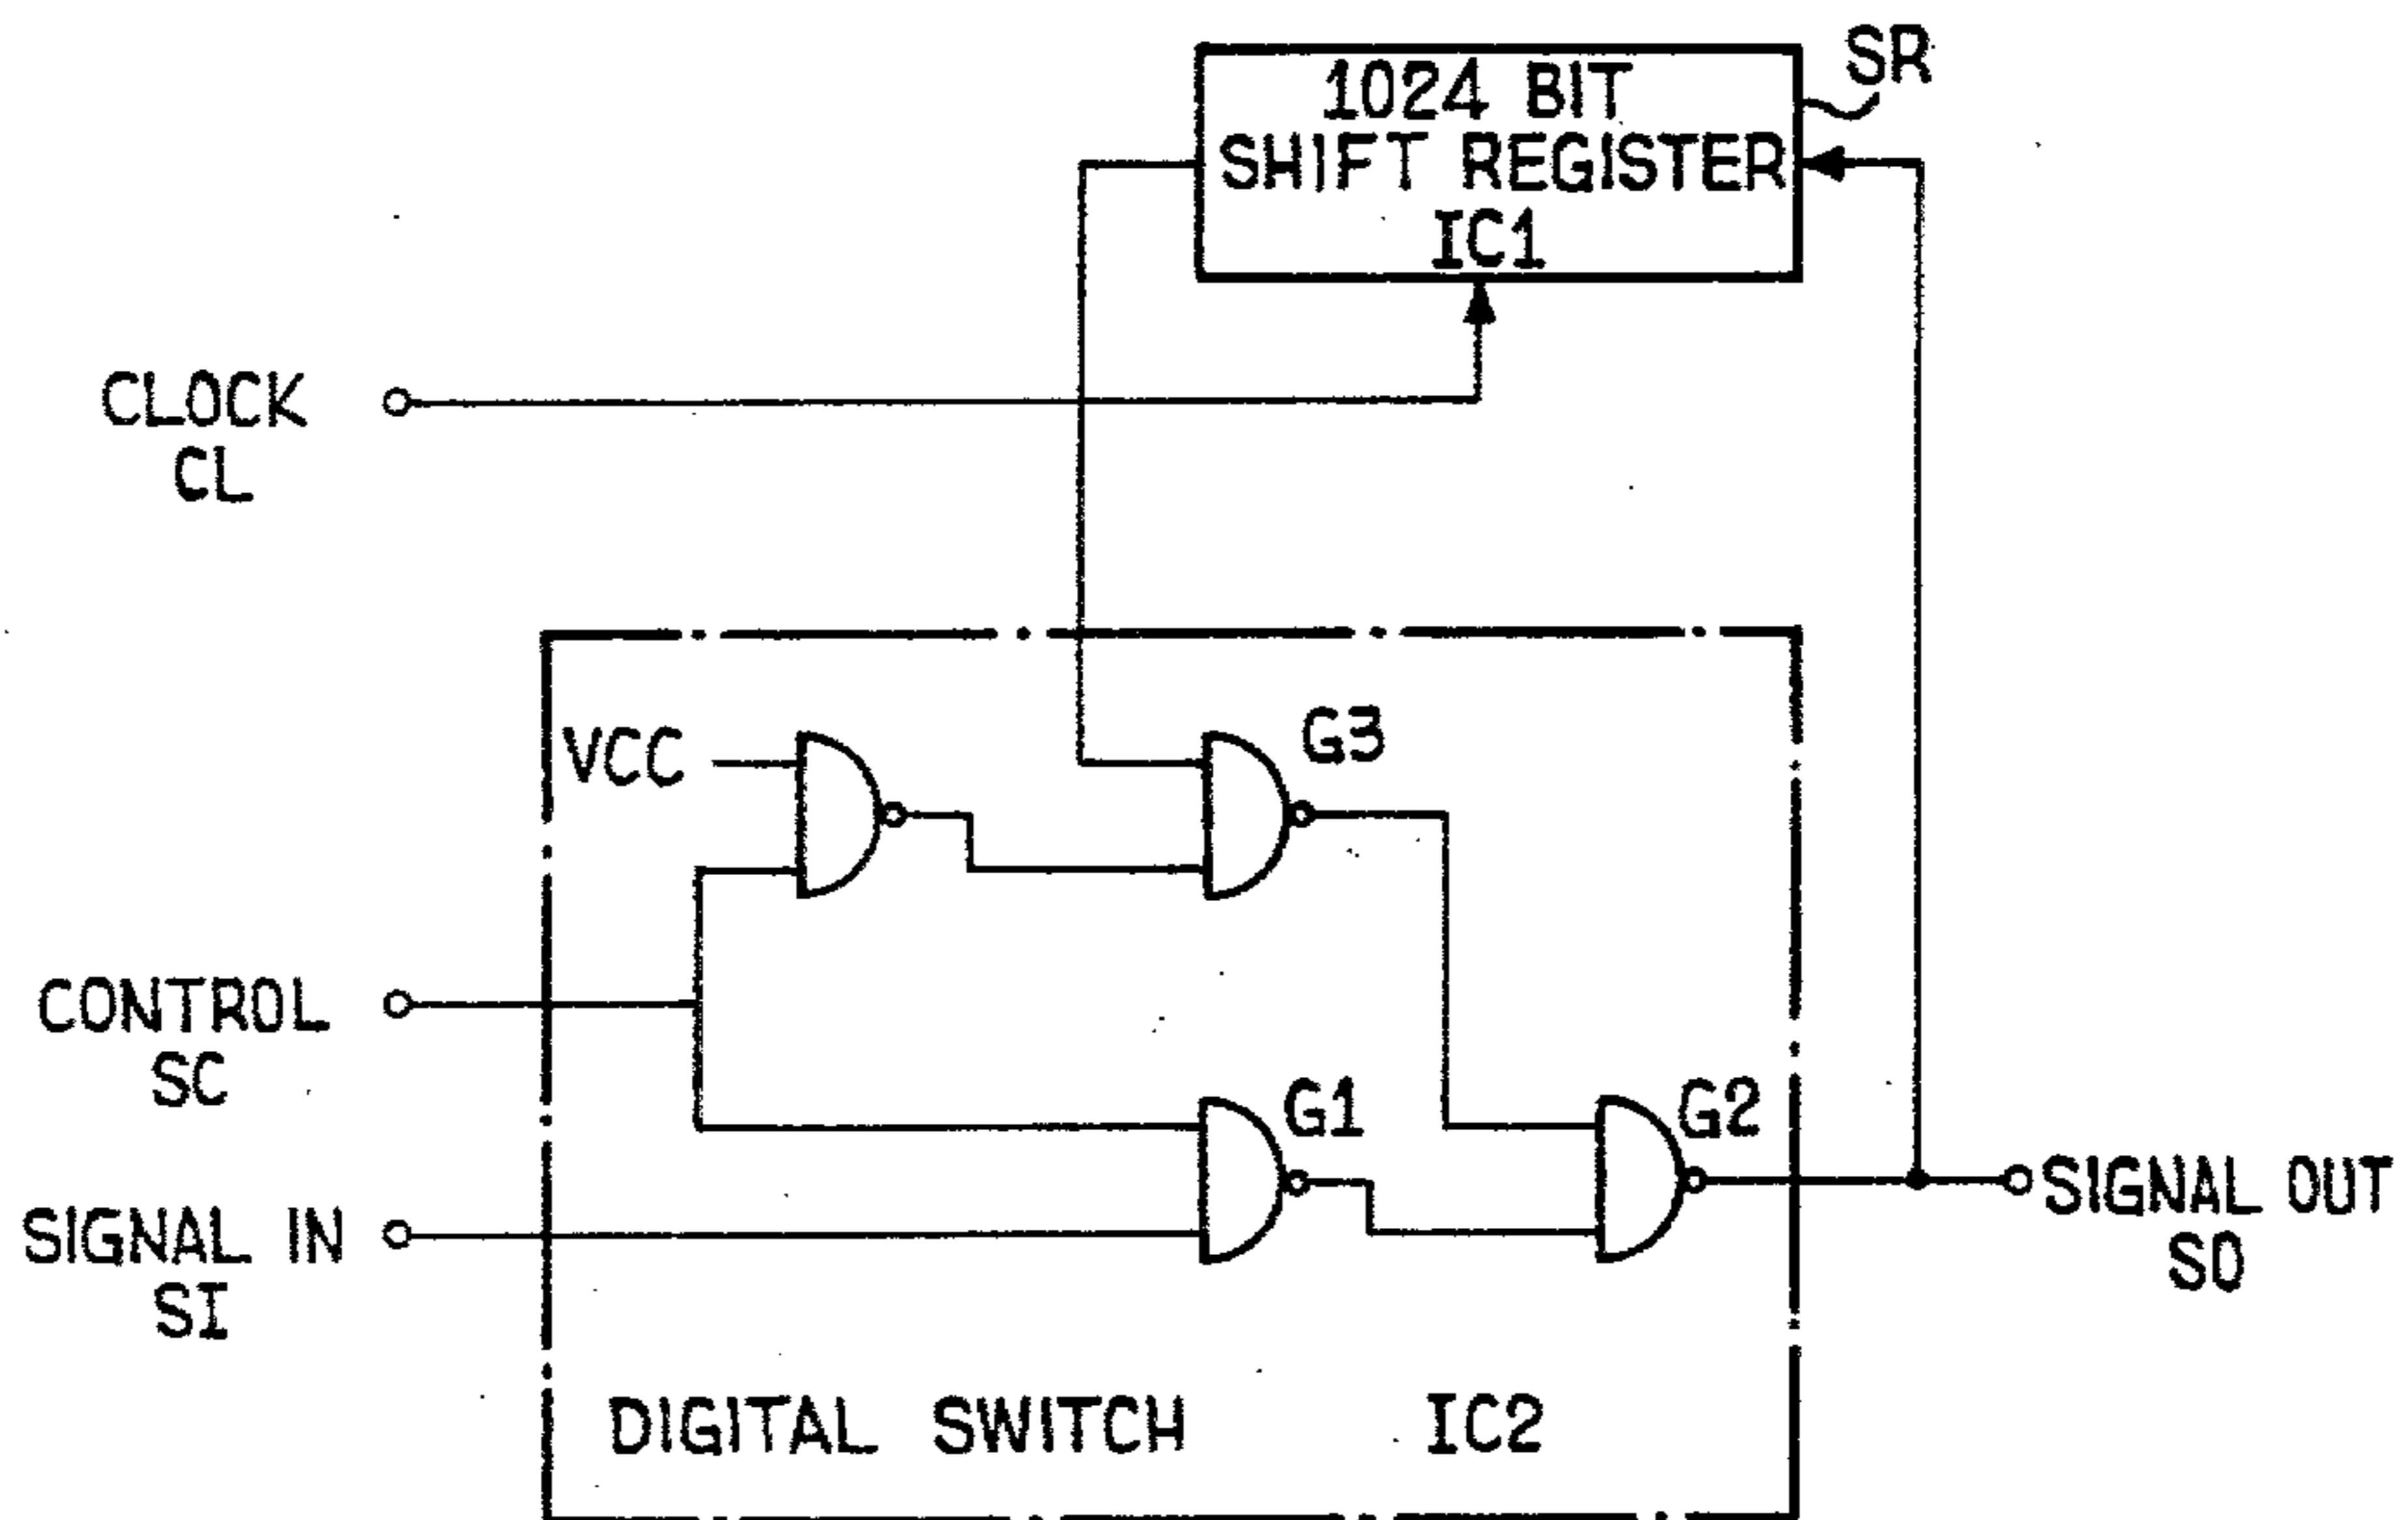 SR
1024 BIT
SHIFT REGISTER
IC1
CLOCK
CL
VCC
G3
CONTROL
SC
G1
G2
SIGNAL IN
SI
SIGNAL OUT
SO
DIGITAL SWITCH IC2